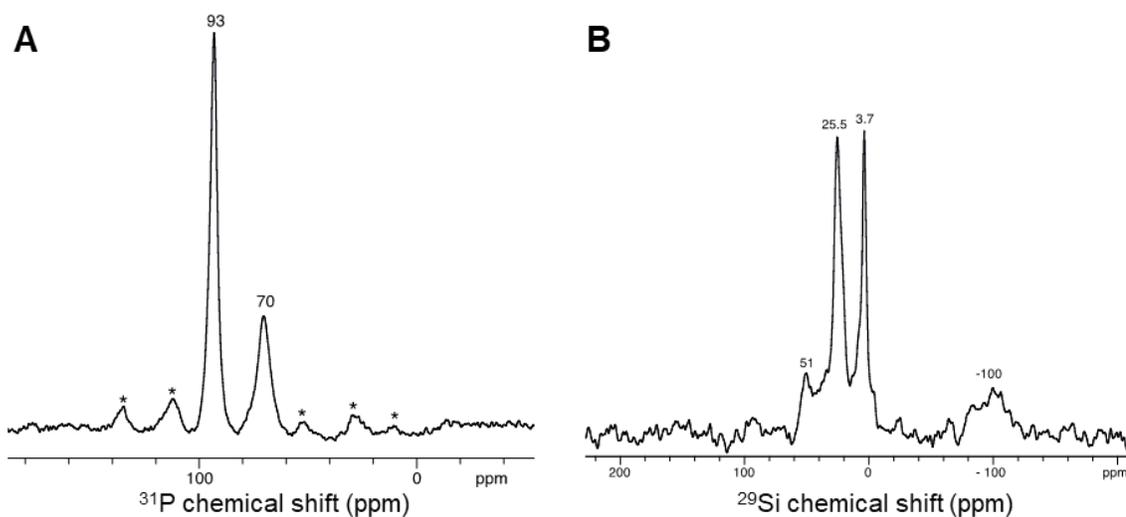 A
93
70
*
*
*
*
*
100
0
ppm
³¹P chemical shift (ppm)
B
25.5
3.7
51
-100
200
100
0
- 100
ppm
²⁹Si chemical shift (ppm)